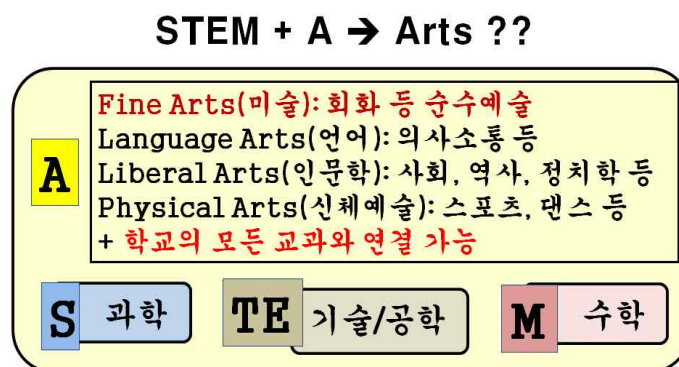 STEM + A ➔ Arts ??
A
Fine Arts(미술): 회화 등 순수예술
Language Arts(언어): 의사소통 등
Liberal Arts(인문학): 사회, 역사, 정치학 등
Physical Arts(신체예술): 스포츠, 댄스 등
+ 학교의 모든 교과와 연결 가능
S 과학
TE 기술/공학
M 수학